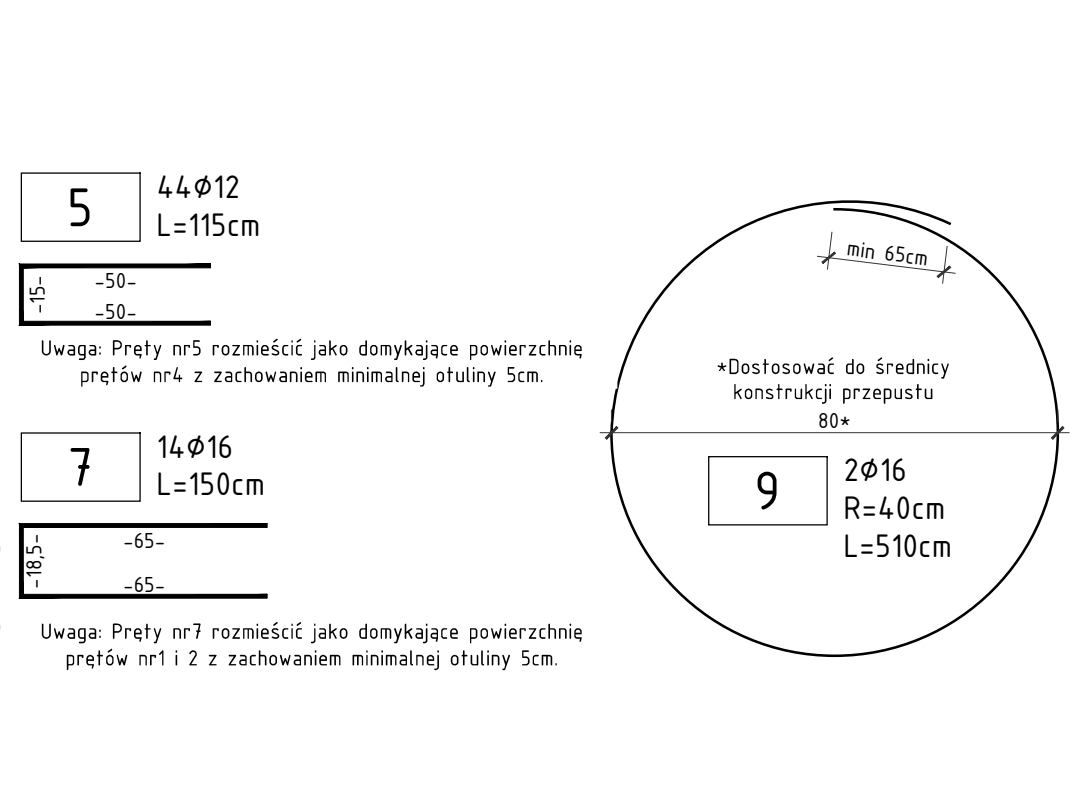 5
44Ø12
L=115cm
-15-
-50-
-50-
Uwaga: Pręty nr5 rozmieścić jako domykające powierzchnię
prętów nr4 z zachowaniem minimalnej otuliny 5cm.
7
14Ø16
L=150cm
-18,5-
-65-
-65-
Uwaga: Pręty nr7 rozmieścić jako domykające powierzchnię
prętów nr1 i 2 z zachowaniem minimalnej otuliny 5cm.
min 65cm
*Dostosować do średnicy
konstrukcji przepustu
80*
9
2Ø16
R=40cm
L=510cm